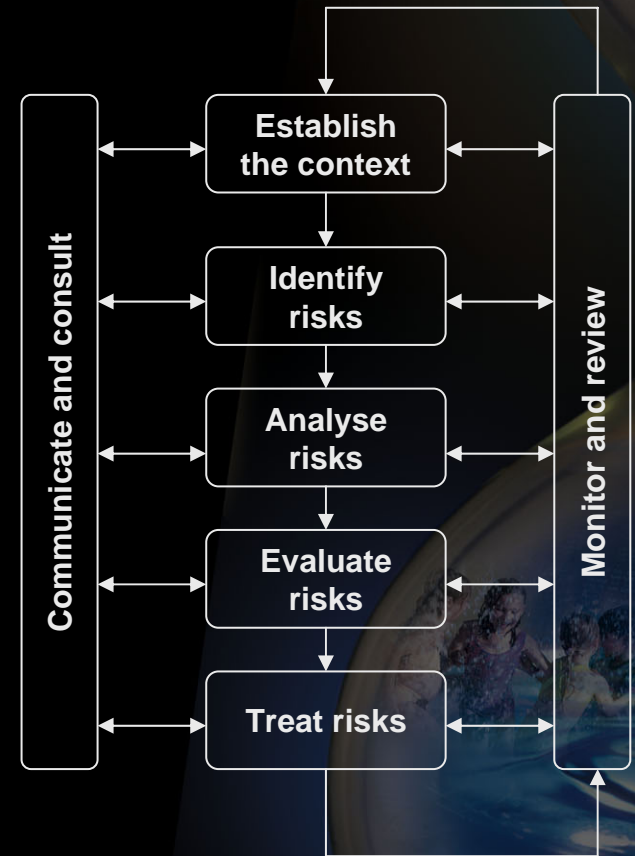 Communicate and consult
Establish
the context
Identify
risks
Analyse
risks
Evaluate
risks
Treat risks
Monitor and review